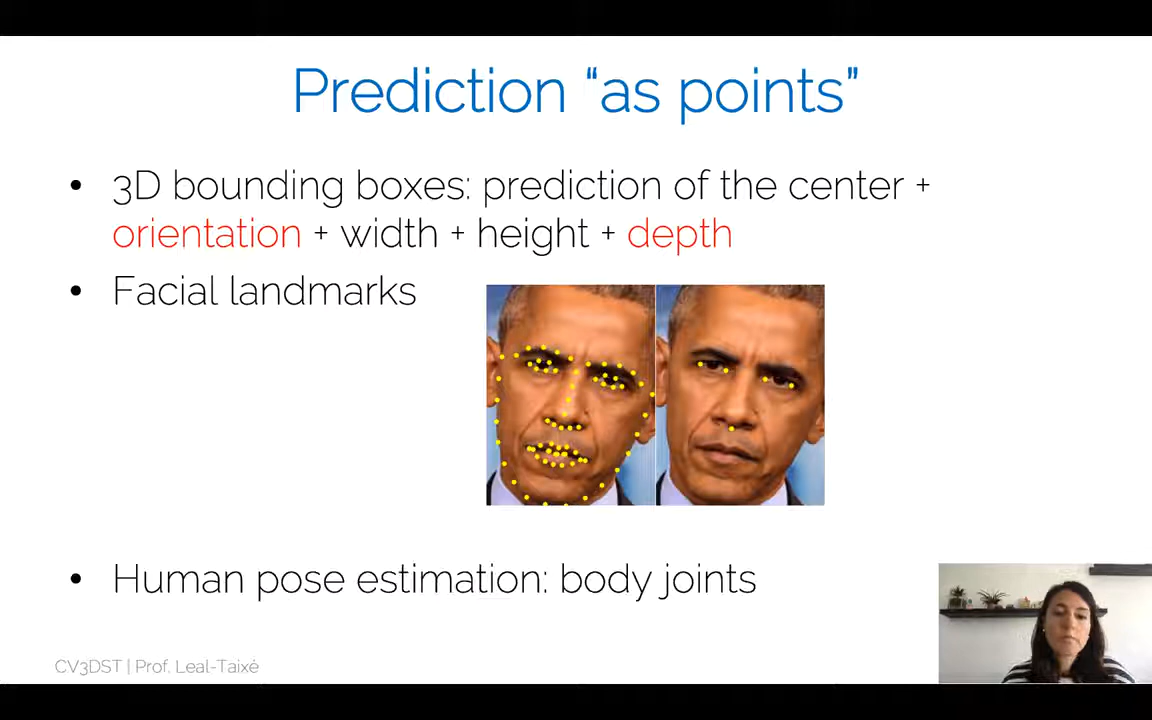 Prediction “as points”
• 3D bounding boxes: prediction of the center +
orientation + width + height + depth
• Facial landmarks
• Human pose estimation: body joints
CV3DST | Prof. Leal-Taixé